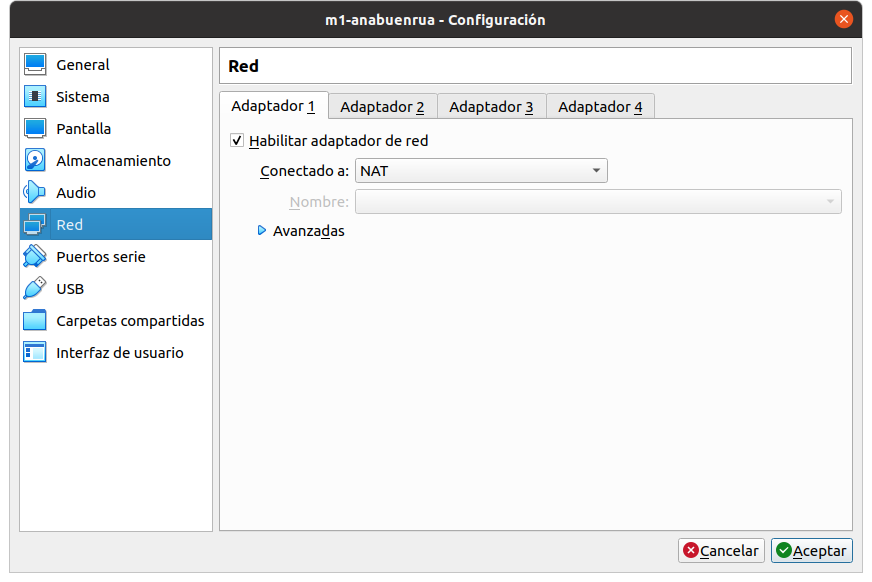 m1-anabuenrua - Configuración
General
Sistema
Pantalla
Almacenamiento
Audio
Red
Puertos serie
USB
Carpetas compartidas
Interfaz de usuario
Red
Adaptador 1 Adaptador 2 Adaptador 3 Adaptador 4
Habilitar adaptador de red
Conectado a: NAT
Nombre:
Avanzadas
Cancelar Aceptar